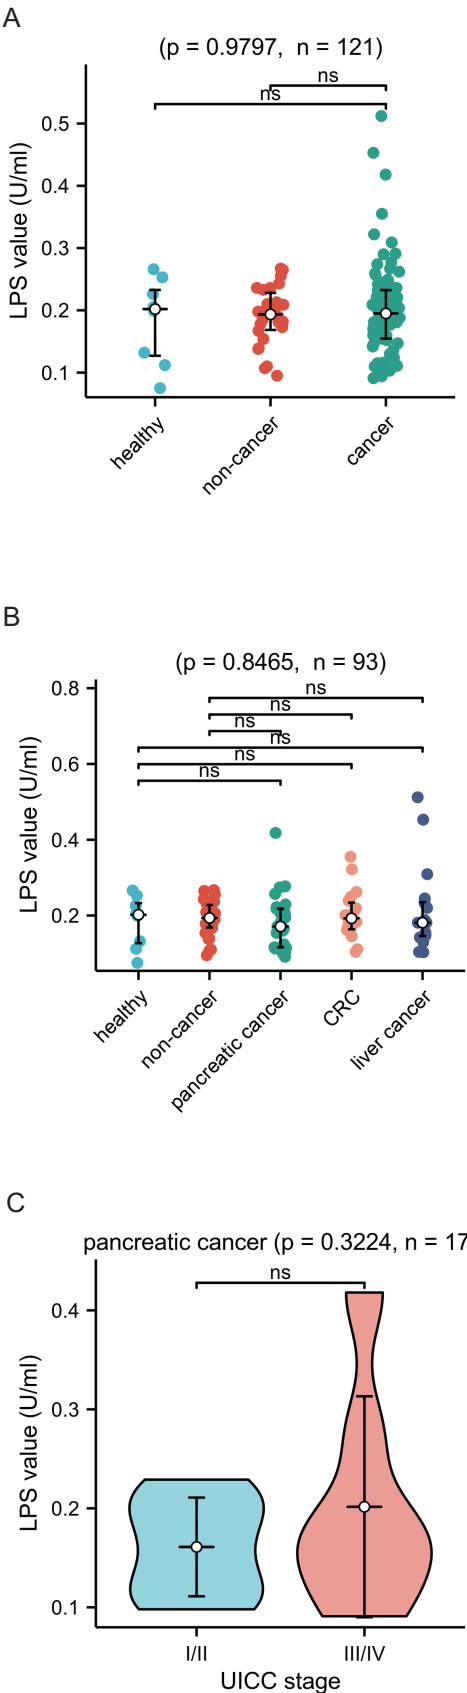 A
(p = 0.9797, n = 121)
ns
ns
LPS value (U/ml)
0.5
0.4
0.3
0.2
0.1
healthy
non-cancer
cancer
B
(p = 0.8465, n = 93)
ns
ns
ns
ns
ns
ns
LPS value (U/ml)
0.8
0.6
0.4
0.2
healthy
non-cancer
pancreatic cancer
CRC
liver cancer
C
pancreatic cancer (p = 0.3224, n = 17
ns
LPS value (U/ml)
0.4
0.3
0.2
0.1
I/II
III/IV
UICC stage